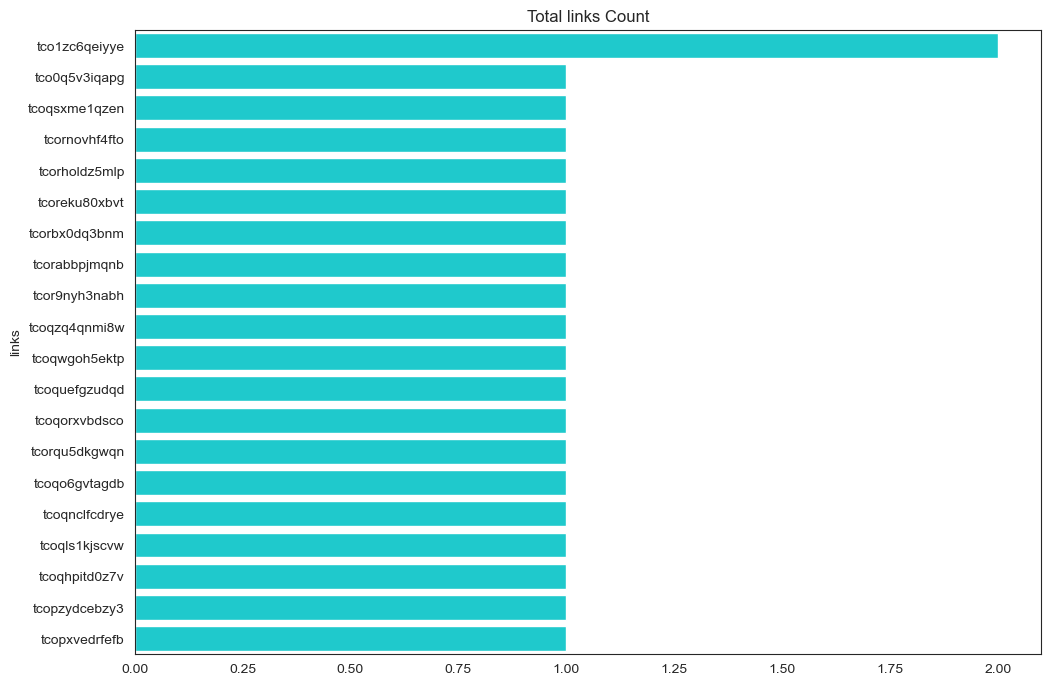 Total links Count
links
tco1zc6qeiyye
tco0q5v3iqapg
tcoqsxme1qzen
tcornovhf4fto
tcorholdz5mlp
tcoreku80xbvt
tcorbx0dq3bnm
tcorabbpjmqnb
tcor9nyh3nabh
tcoqzq4qnmi8w
tcoqwgoh5ektp
tcoquefgzudqd
tcoqorxvbdsco
tcorqu5dkgwqn
tcoqo6gvtagdb
tcoqnclfcdrye
tcoqls1kjscvw
tcoqhpitd0z7v
tcopzydcebzy3
tcopxvedrfefb
0.00 0.25 0.50 0.75 1.00 1.25 1.50 1.75 2.00